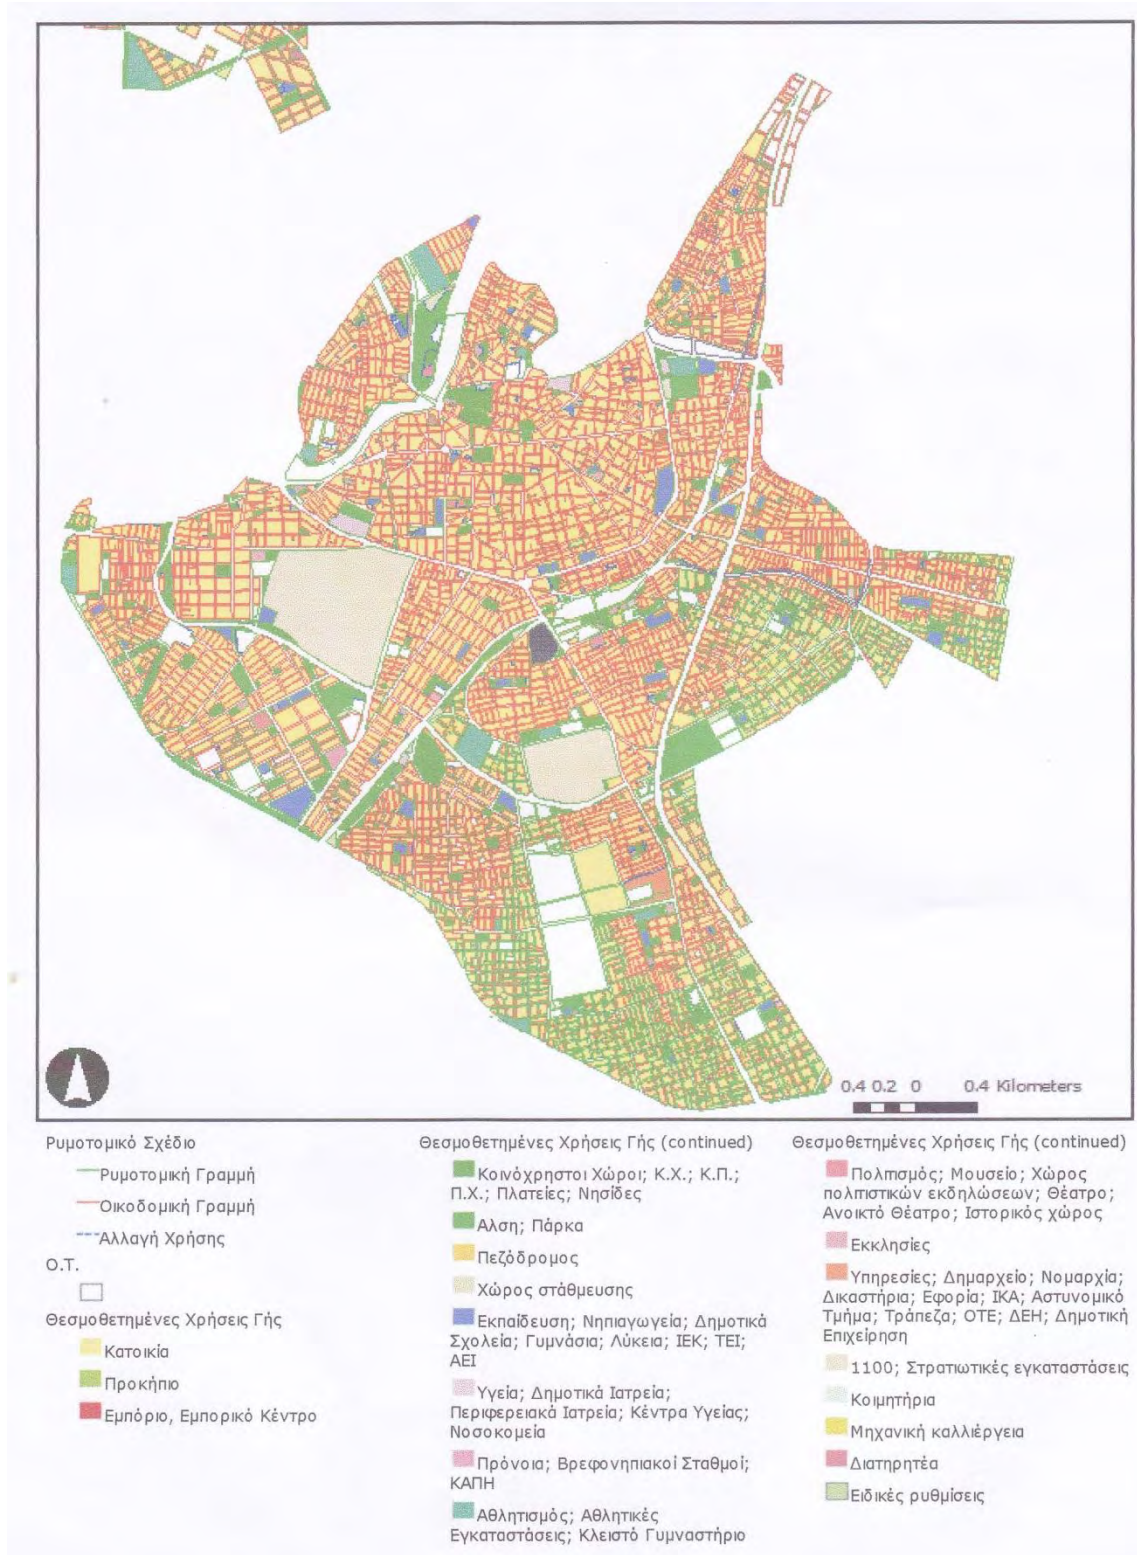 0.4 0.2 0 0.4 Kilometers
Ρυμοτομικό Σχέδιο
Ρυμοτομική Γραμμή
Οικοδομική Γραμμή
Αλλαγή Χρήσης
Ο.Τ.
Θεσμοθετημένες Χρήσεις Γής
Κατοικία
Προκήπιο
Εμπόριο, Εμπορικό Κέντρο
Θεσμοθετημένες Χρήσεις Γής (continued)
Κοινόχρηστοι Χώροι; Κ.Χ.; Κ.Π.;
Π.Χ.; Πλατείες; Νησίδες
Αλση; Πάρκα
Πεζόδρομος
Χώρος στάθμευσης
Εκπαίδευση; Νηπιαγωγεία; Δημοτικά
Σχολεία; Γυμνάσια; Λύκεια; ΙΕΚ; ΤΕΙ;
ΑΕΙ
Υγεία; Δημοτικά Ιατρεία;
Περιφερειακά Ιατρεία; Κέντρα Υγείας;
Νοσοκομεία
Πρόνοια; Βρεφονηπιακοί Σταθμοί;
ΚΑΠΗ
Αθλητισμός; Αθλητικές
Εγκαταστάσεις; Κλειστό Γυμναστήριο
Θεσμοθετημένες Χρήσεις Γής (continued)
Πολιτισμός; Μουσείο; Χώρος
πολιτιστικών εκδηλώσεων; Θέατρο;
Ανοικτό Θέατρο; Ιστορικός χώρος
Εκκλησίες
Υπηρεσίες; Δημαρχείο; Νομαρχία;
Δικαστήρια; Εφορία; ΙΚΑ; Αστυνομικό
Τμήμα; Τράπεζα; ΟΤΕ; ΔΕΗ; Δημοτική
Επιχείρηση
1100; Στρατιωτικές εγκαταστάσεις
Κοιμητήρια
Μηχανική καλλιέργεια
Διατηρητέα
Ειδικές ρυθμίσεις